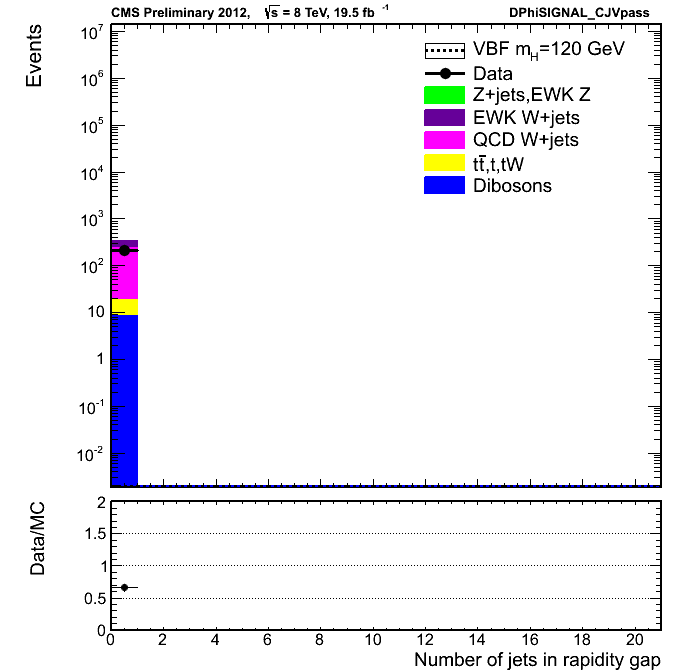 CMS Preliminary 2012, √s = 8 TeV, 19.5 fb⁻¹ DPhiSIGNAL_CJVpass
Events
10⁷
10⁶
10⁵
10⁴
10³
10²
10
1
10⁻¹
10⁻²
VBF m_H=120 GeV
Data
Z+jets,EWK Z
EWK W+jets
QCD W+jets
tt̄,t,tW
Dibosons
Data/MC
2
1.5
1
0.5
0
0 2 4 6 8 10 12 14 16 18 20
Number of jets in rapidity gap